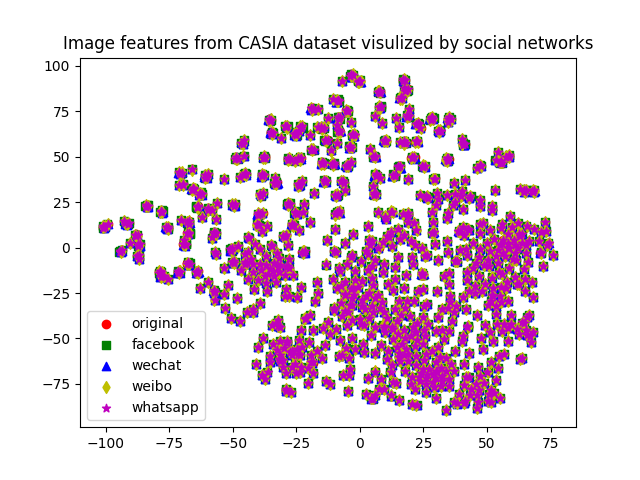 Image features from CASIA dataset visulized by social networks
100
75
50
25
0
−25
−50
−75
original
facebook
wechat
weibo
whatsapp
−100 −75 −50 −25 0 25 50 75